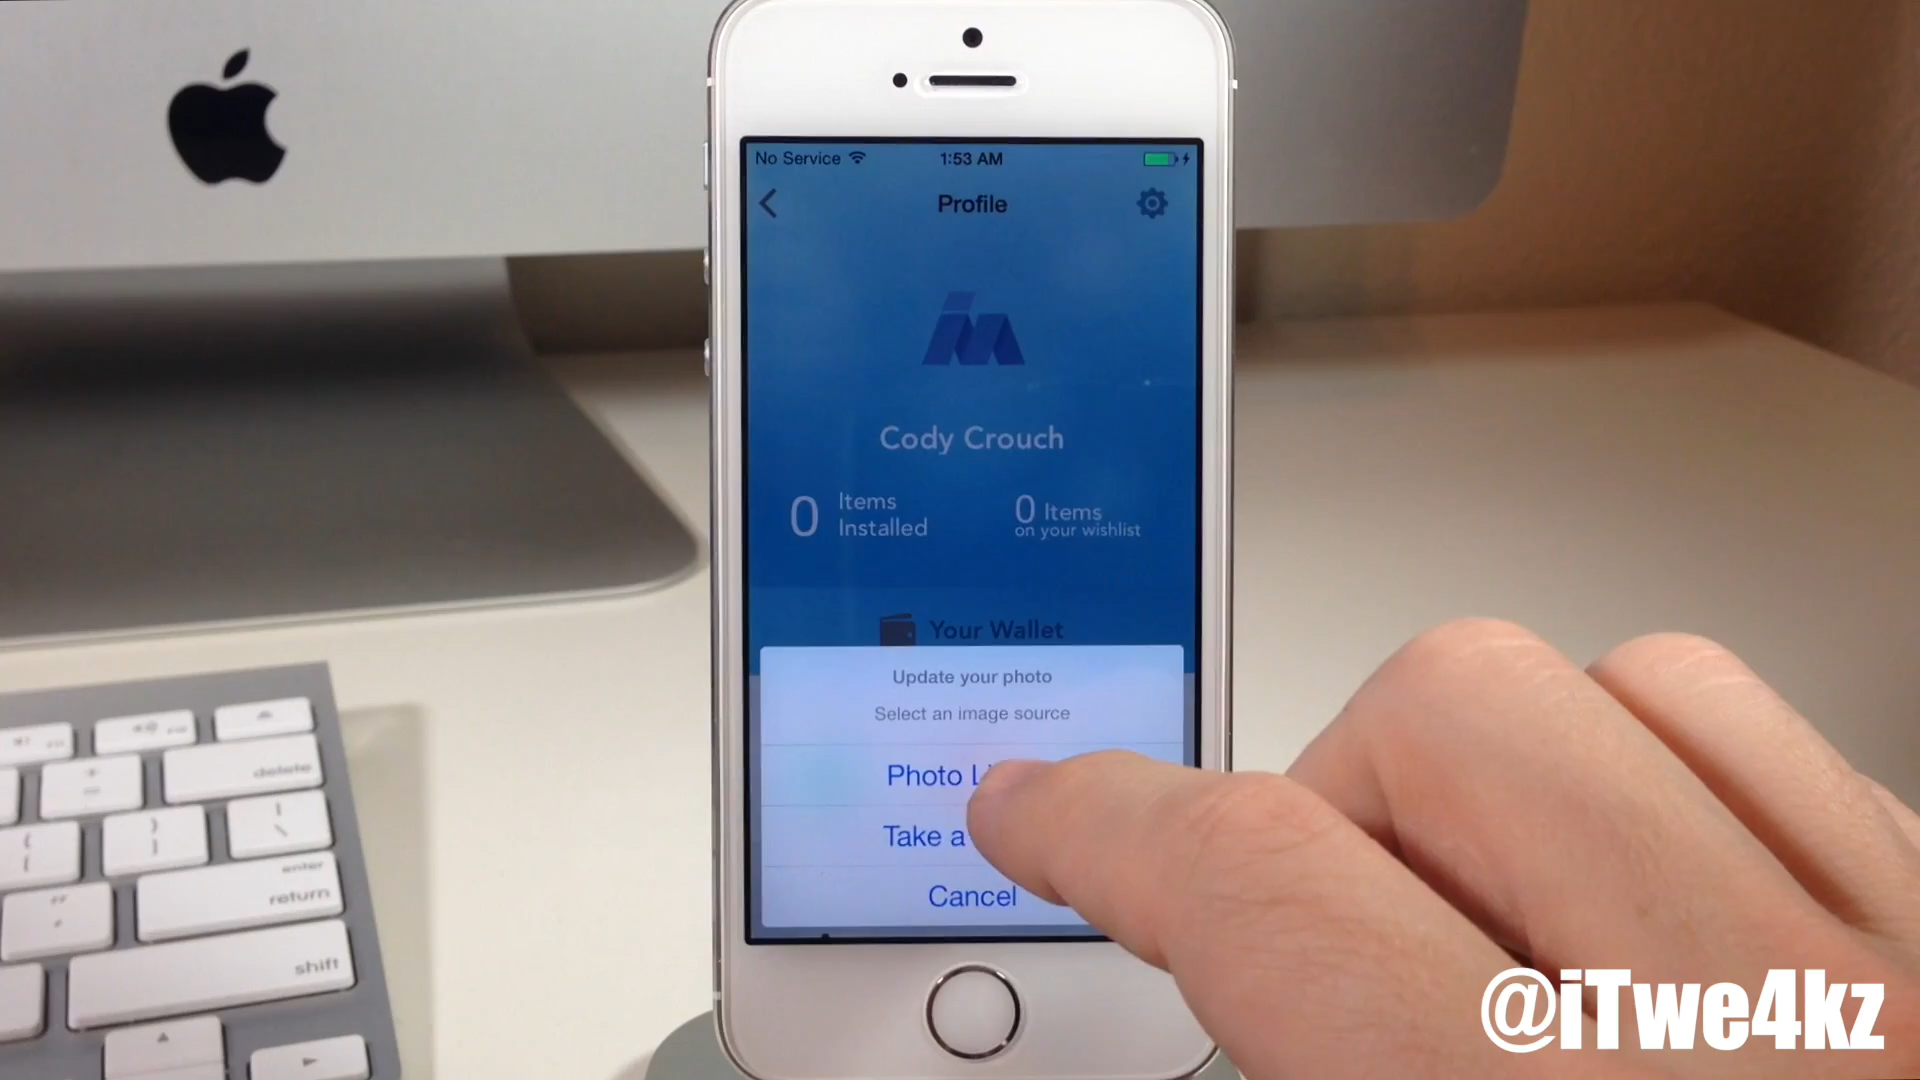 No Service
1:53 AM
Profile
Cody Crouch
0 Items Installed
0 Items
on your wishlist
Your Wallet
Update your photo
Select an image source
Photo
Take a
Cancel
delete
enter
return
shift
@iTwe4kz